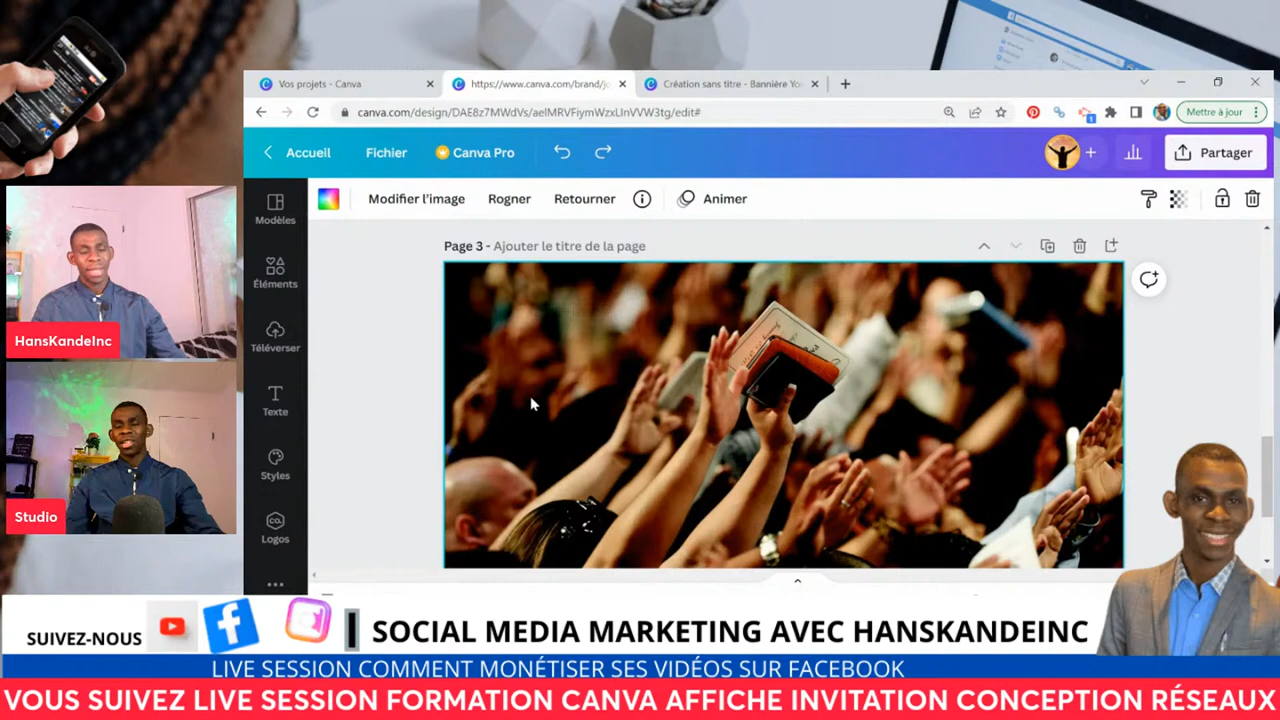 Vos projets - Canva
https://www.canva.com/brand/jo
Création sans titre - Bannière Yo
canva.com/design/DAE8z7MWdVs/aeIMRVFiymWzxLInVVW3tg/edit#
Mettre à jour
Accueil
Fichier
Canva Pro
Partager
Modifier l'image
Rogner
Retourner
Animer
Modèles
Éléments
Téléverser
Texte
Styles
CO.
Logos
Page 3 - Ajouter le titre de la page
HansKandeInc
Studio
SUIVEZ-NOUS
SOCIAL MEDIA MARKETING AVEC HANSKANDEINC
LIVE SESSION COMMENT MONÉTISER SES VIDÉOS SUR FACEBOOK
VOUS SUIVEZ LIVE SESSION FORMATION CANVA AFFICHE INVITATION CONCEPTION RÉSEAUX